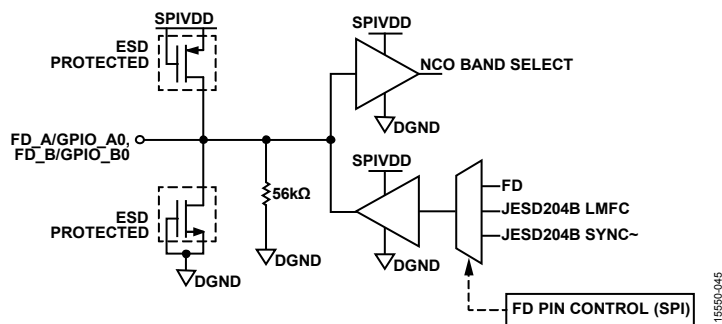 SPIVDD
ESD
PROTECTED
SPIVDD
NCO BAND SELECT
DGND
FD_A/GPIO_A0,
FD_B/GPIO_B0
56kΩ
SPIVDD
FD
JESD204B LMFC
JESD204B SYNC~
ESD
PROTECTED
DGND
DGND
DGND
FD PIN CONTROL (SPI)
15550-045